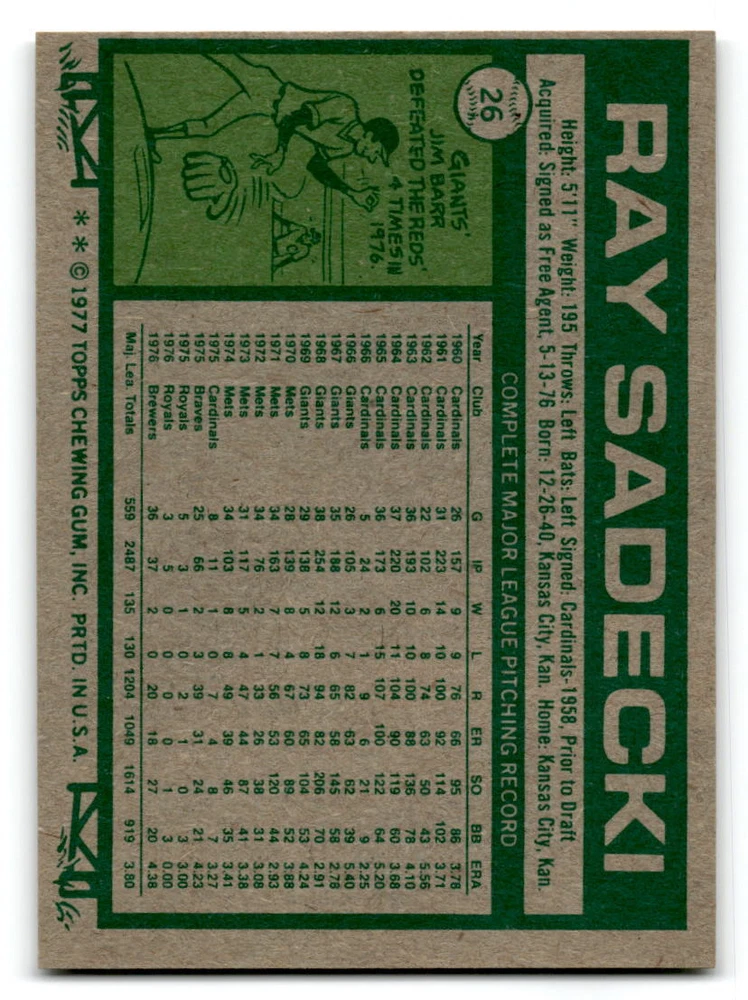 RAY SADECKI
26
Height: 5'11" Weight: 195 Throws: Left Bats: Left Signed: Cardinals-1958, Prior to Draft
Acquired: Signed as Free Agent, 5-13-76 Born: 12-26-40, Kansas City, Kan. Home: Kansas City, Kan.
GIANTS'
JIM BARR
DEFEATED THE REDS'
4 TIMES IN
1976.
COMPLETE MAJOR LEAGUE PITCHING RECORD
Year Club G IP W L R ER SO BB ERA
1960 Cardinals 26 157 9 9 76 66 95 86 3.78
1961 Cardinals 31 223 14 10 100 92 114 102 3.71
1962 Cardinals 22 102 6 8 74 63 50 43 5.56
1963 Cardinals 36 193 10 10 100 88 136 78 4.10
1964 Cardinals 37 220 20 11 104 90 119 60 3.68
1965 Cardinals 36 173 6 15 107 100 122 64 5.20
1966 Cardinals 5 24 2 1 9 6 21 9 2.25
1966 Giants 26 105 3 7 82 63 62 39 5.40
1967 Giants 35 188 12 6 65 58 145 58 2.78
1968 Giants 38 254 12 18 94 82 206 70 2.91
1969 Giants 29 138 5 8 73 65 104 53 4.24
1970 Mets 28 139 8 4 67 60 89 52 3.88
1971 Mets 34 163 7 7 56 53 120 44 2.93
1972 Mets 34 76 2 1 33 26 38 31 3.08
1973 Mets 31 117 5 4 47 44 87 41 3.38
1974 Mets 34 103 8 8 49 39 46 35 3.41
1975 Cardinals 8 11 1 0 7 4 8 7 3.27
1975 Braves 25 66 2 3 39 31 24 21 4.23
1975 Royals 5 3 1 0 2 1 0 3 3.00
1976 Royals 3 5 0 0 0 0 1 3 0.00
1976 Brewers 36 37 2 0 20 18 27 20 4.38
Maj. Lea. Totals 559 2487 135 130 1204 1049 1614 919 3.80
* * © 1977 TOPPS CHEWING GUM, INC. PRTD. IN U.S.A.